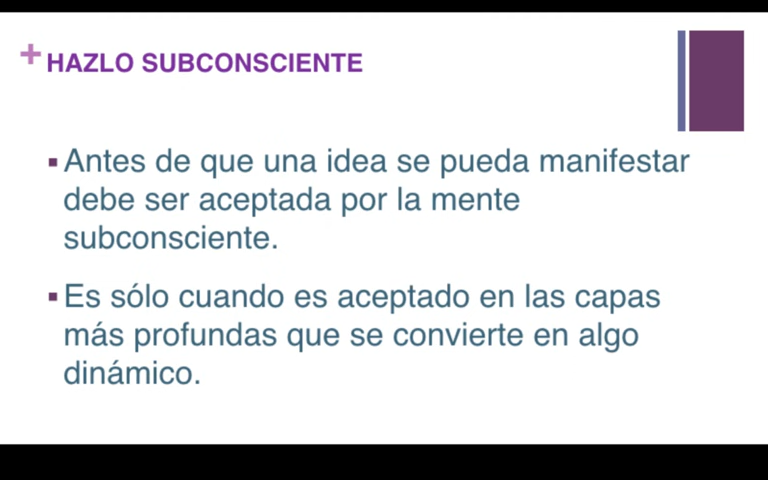 + HAZLO SUBCONSCIENTE
▪ Antes de que una idea se pueda manifestar
debe ser aceptada por la mente
subconsciente.
▪ Es sólo cuando es aceptado en las capas
más profundas que se convierte en algo
dinámico.